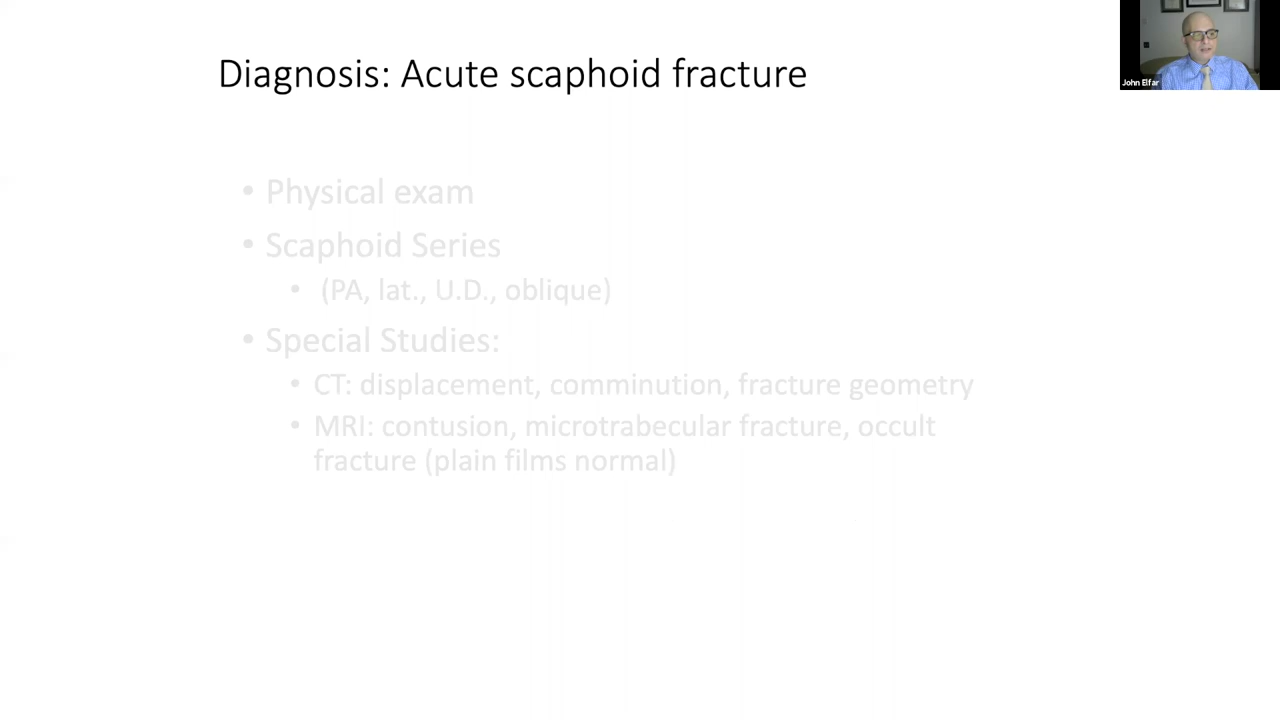 Diagnosis: Acute scaphoid fracture
• Physical exam
• Scaphoid Series
• (PA, lat., U.D., oblique)
• Special Studies:
• CT: displacement, comminution, fracture geometry
• MRI: contusion, microtrabecular fracture, occult
fracture (plain films normal)
John Elfar